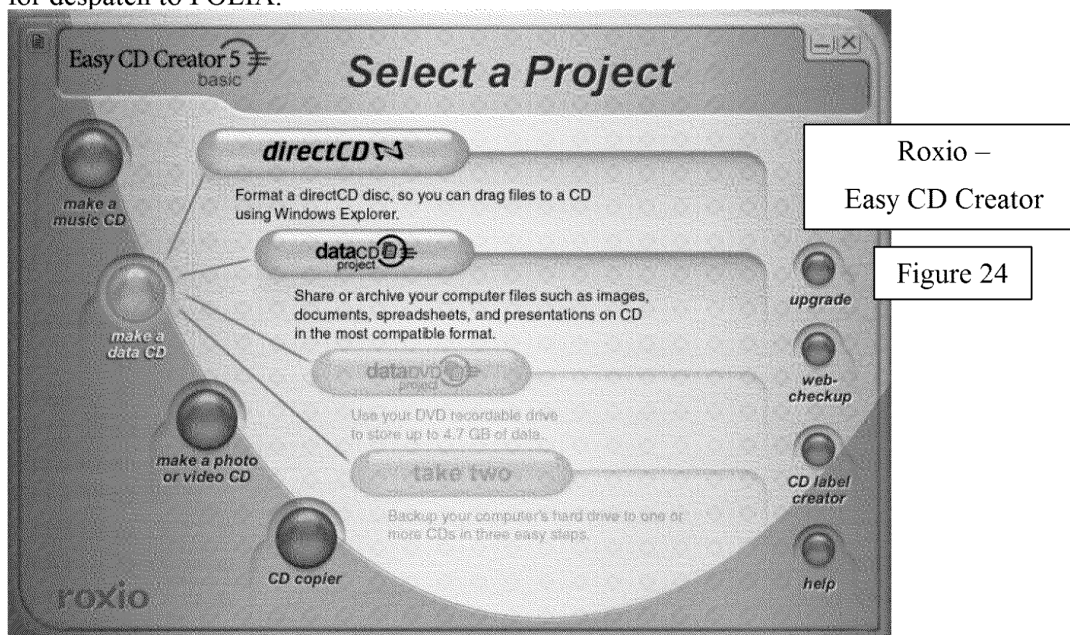 for despatch to FOLIA.
Easy CD Creator 5
basic
Select a Project
directCD
Format a directCD disc, so you can drag files to a CD
using Windows Explorer.
dataCD
project
Share or archive your computer files such as images,
documents, spreadsheets, and presentations on CD
in the most compatible format.
dataDVD
project
Use your DVD recordable drive
to store up to 4.7 GB of data.
take two
Backup your computer's hard drive to one or
more CDs in three easy steps.
make a
music CD
make a
data CD
make a photo
or video CD
CD copier
roxio
Roxio –
Easy CD Creator
Figure 24
upgrade
web-
checkup
CD label
creator
help